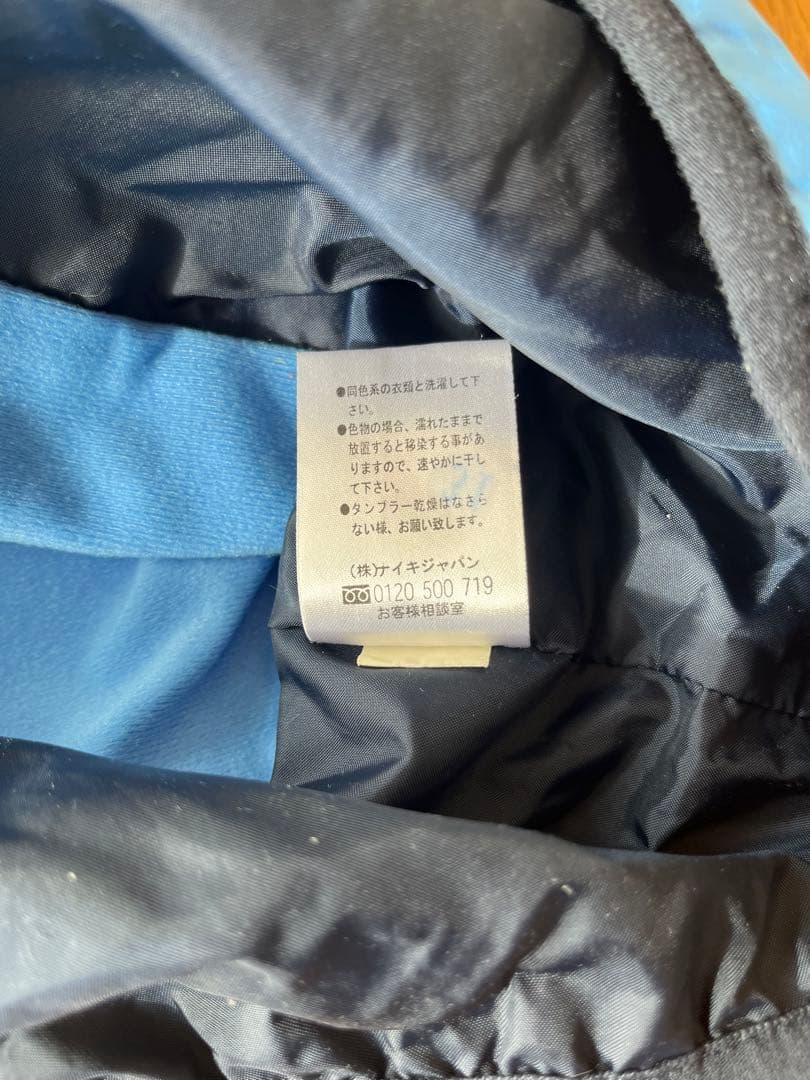 ●同色系の衣類と洗濯して下
さい。
●色物の場合、濡れたままで
放置すると移染する事があ
りますので、速やかに干し
て下さい。
●タンブラー乾燥はなさら
ない様、お願い致します。
(株)ナイキジャパン
0120 500 719
お客様相談室